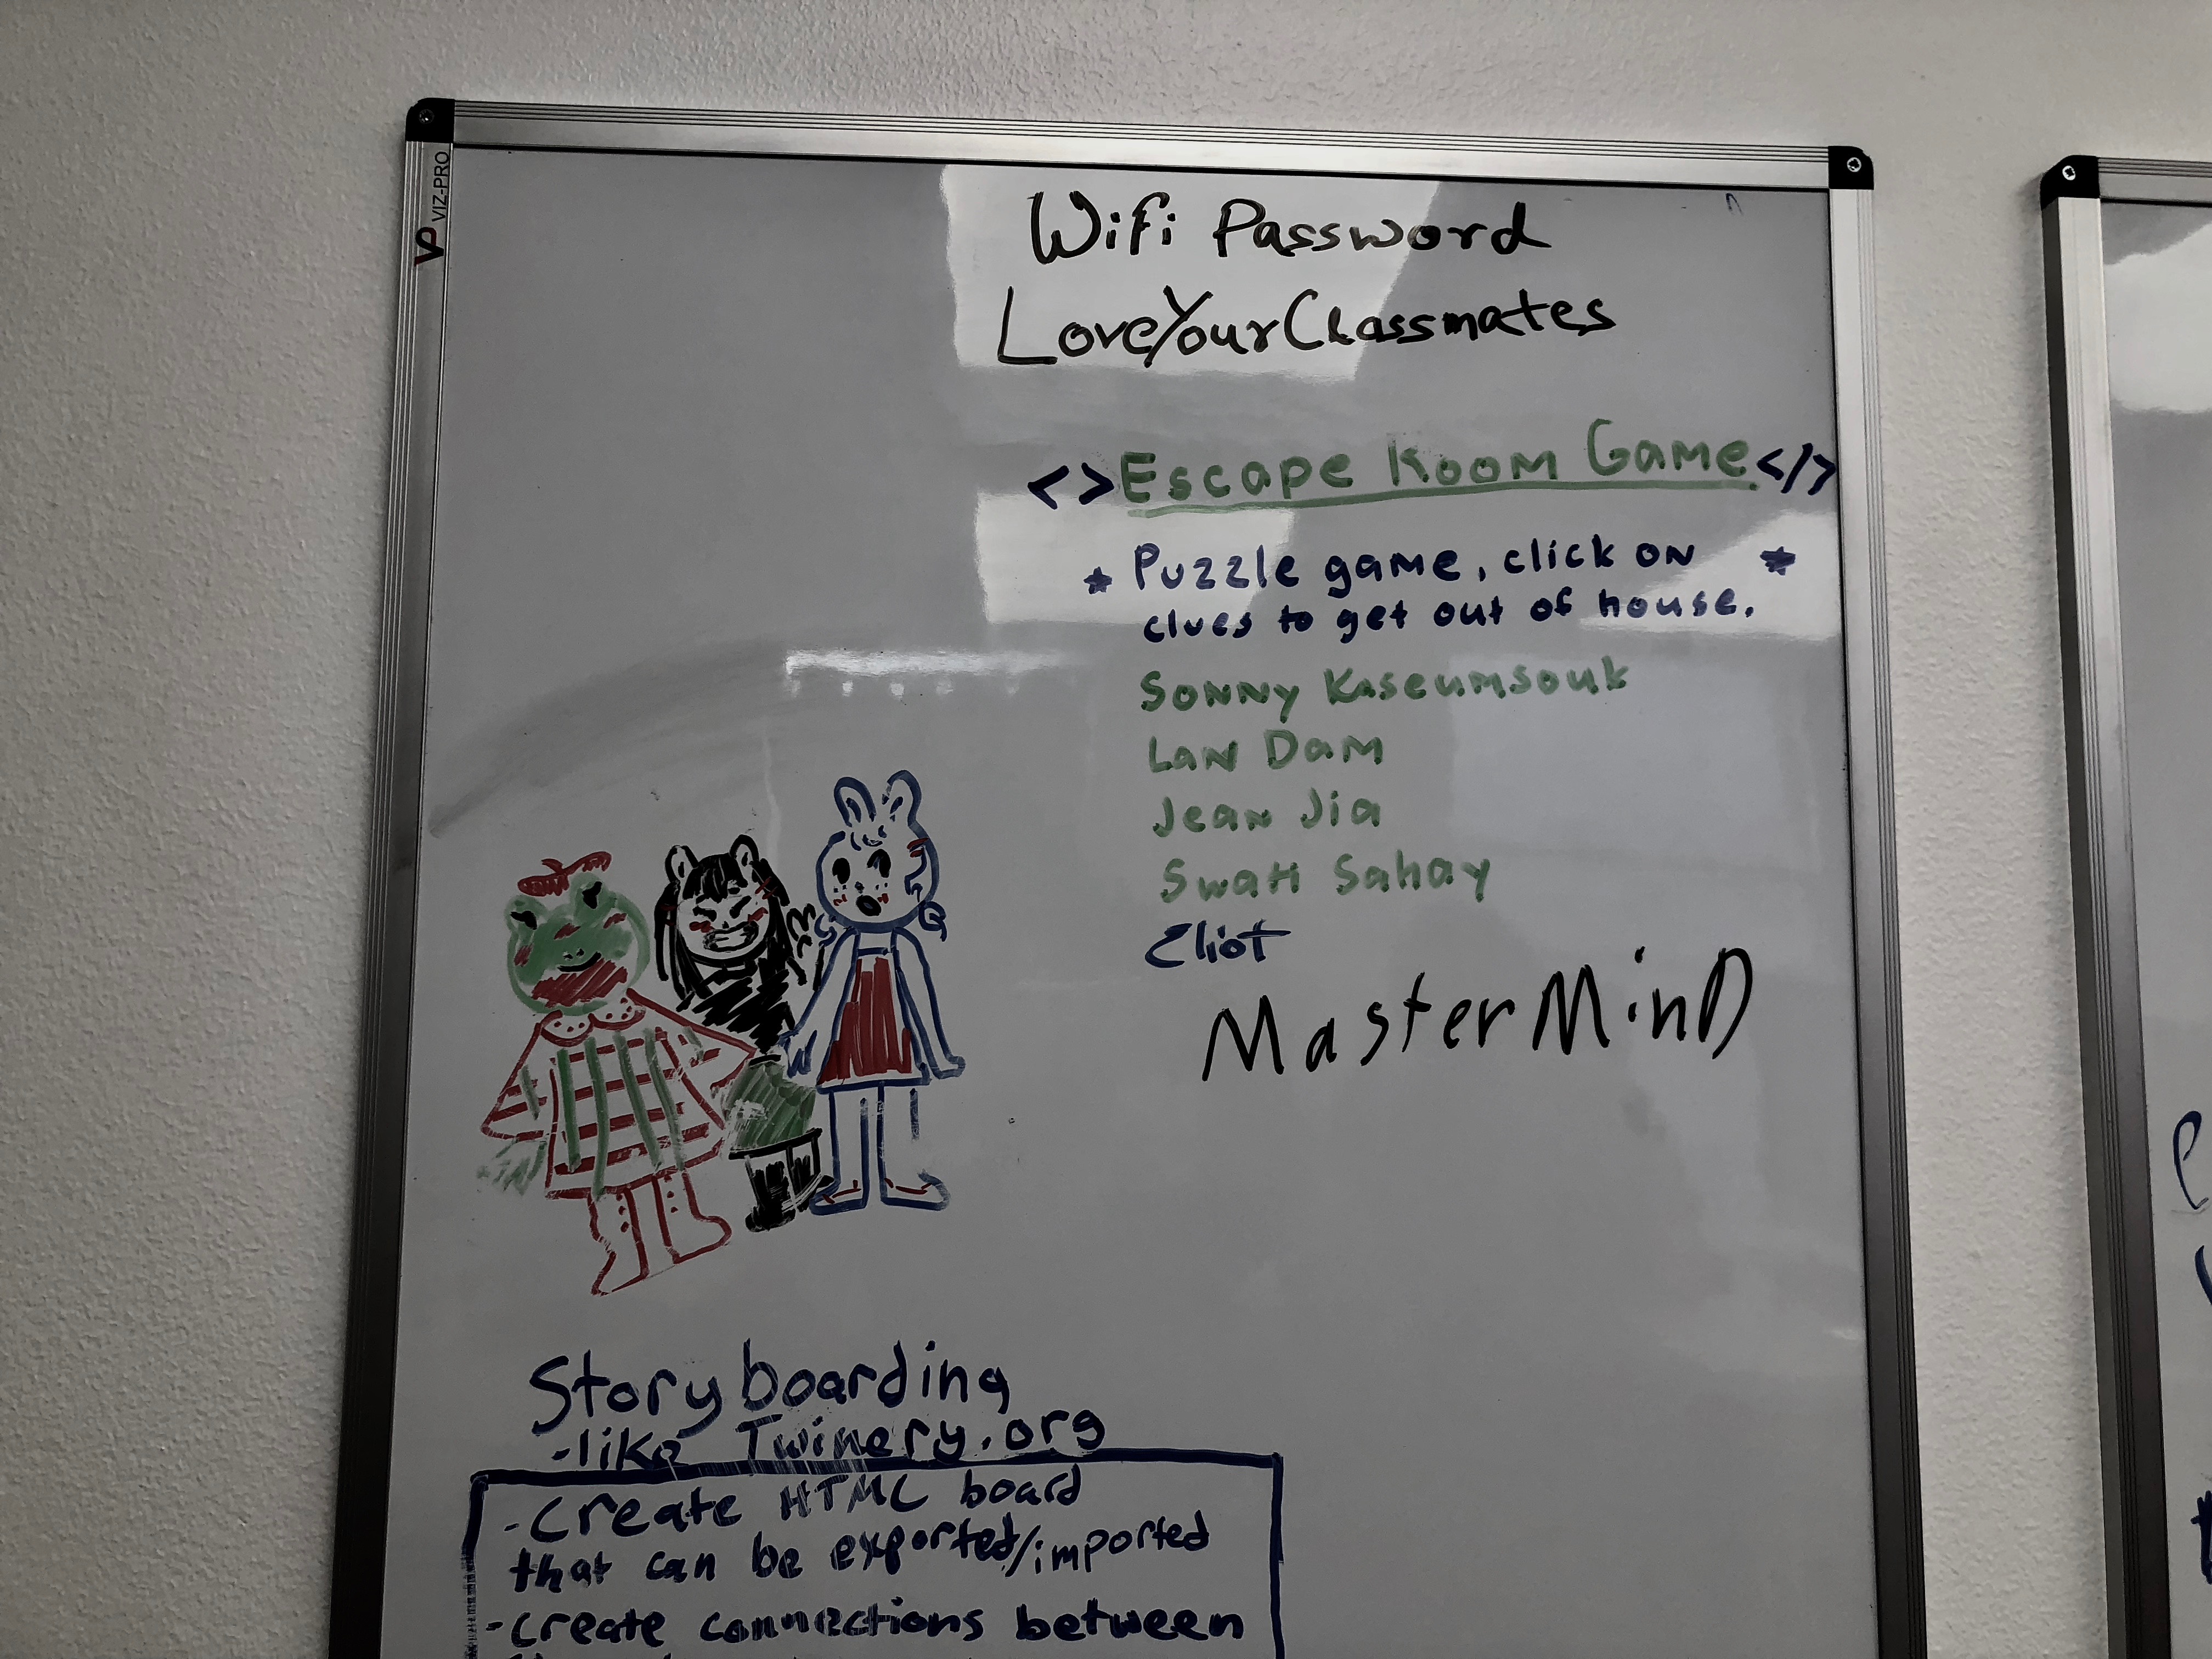 VIZ-PRO
Wifi Password
LoveYourClassmates
<> Escape Room Game </>
* Puzzle game, click on *
clues to get out of house.
Sonny Kaseumsouk
Lan Dam
Jean Jia
Swati Sahay
Eliot
MasterMinD
Story boarding
-like Twinery.org
-Create HTML board
that can be exported/imported
-create connections between